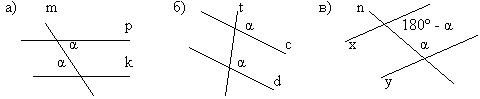 а) m p α α k
б) t α c α d
в) n 180° - α x α y